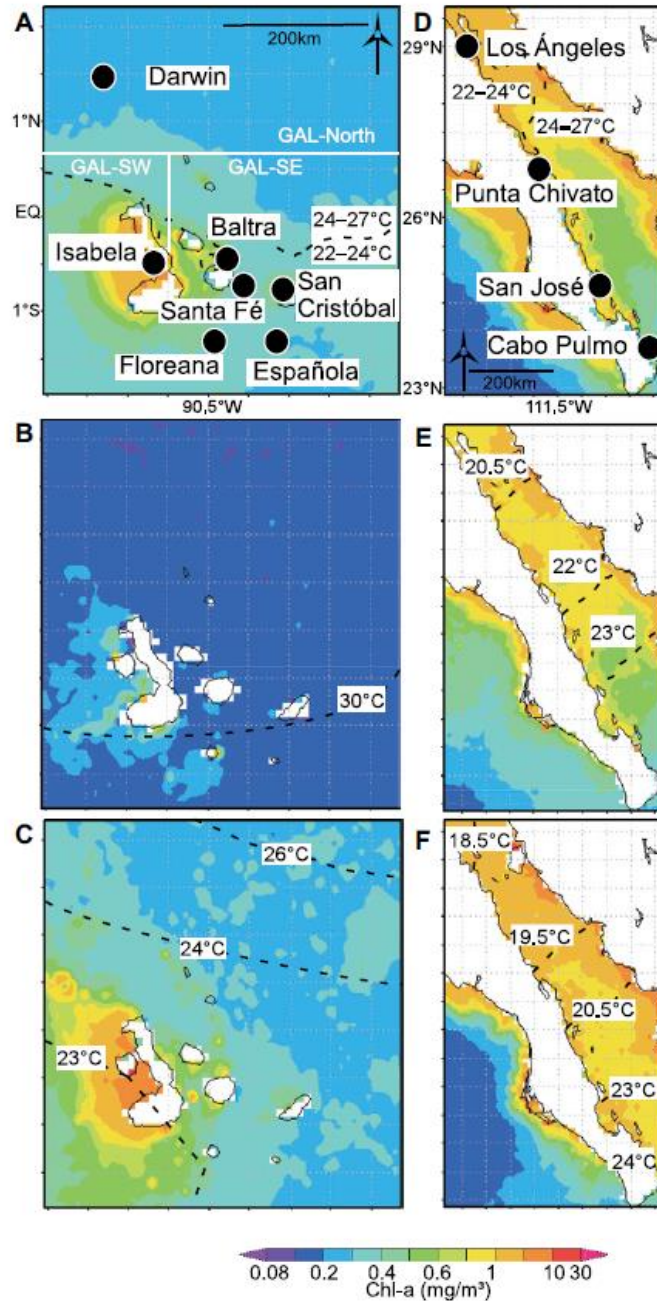 A
200km
Darwin
1°N
GAL-North
GAL-SW
GAL-SE
EQ
24–27°C
22–24°C
Baltra
Isabela
San
Cristóbal
Santa Fé
1°S
Floreana
Española
90.5°W
D
29°N
Los Ángeles
22–24°C
24–27°C
Punta Chivato
26°N
San José
Cabo Pulmo
200km
23°N
111.5°W
B
30°C
E
20.5°C
22°C
23°C
C
26°C
24°C
23°C
F
18.5°C
19.5°C
20.5°C
23°C
24°C
0.08 0.2 0.4 0.6 1 10 30
Chl-a (mg/m³)